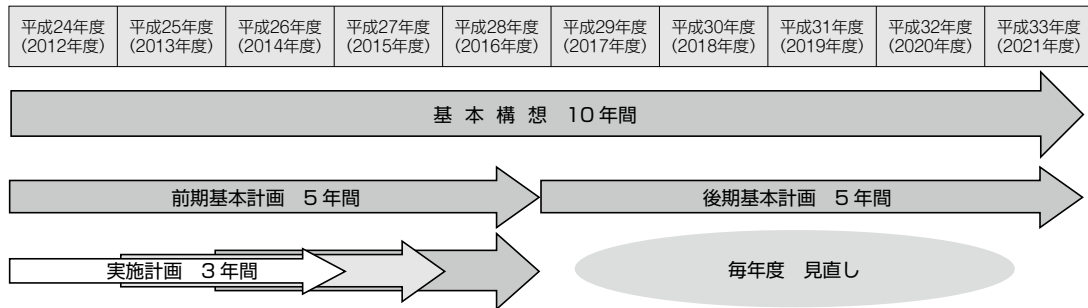 平成24年度 平成25年度 平成26年度 平成27年度 平成28年度 平成29年度 平成30年度 平成31年度 平成32年度 平成33年度
(2012年度) (2013年度) (2014年度) (2015年度) (2016年度) (2017年度) (2018年度) (2019年度) (2020年度) (2021年度)
基本構想 10年間
前期基本計画 5年間 後期基本計画 5年間
実施計画 3年間 毎年度 見直し